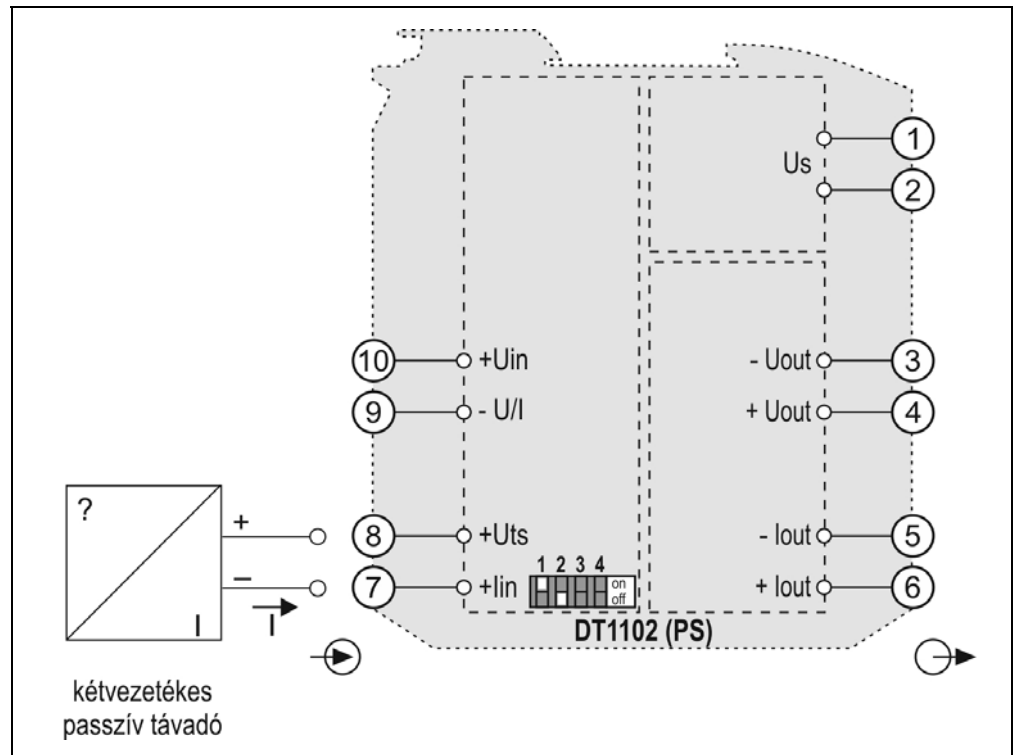 1
Us
2
10 +Uin - Uout 3
9 - U/I + Uout 4
?
+ 8 +Uts - Iout 5
1 2 3 4
– 7 +Iin on + Iout 6
off
I I
DT1102 (PS)
kétvezetékes
passzív távadó